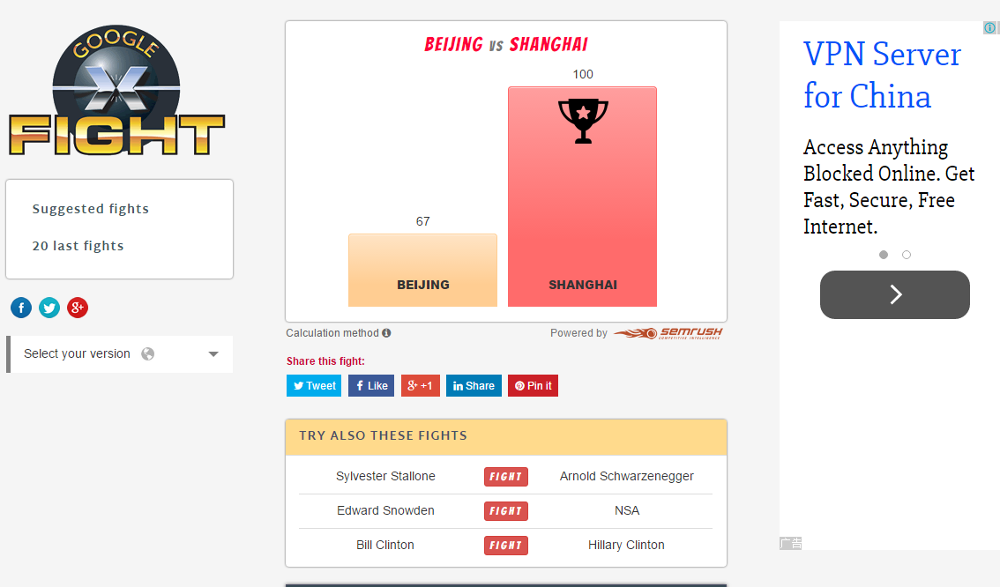 GOOGLE
X
FIGHT
Suggested fights
20 last fights
Select your version
BEIJING vs SHANGHAI
100
67
BEIJING
SHANGHAI
Calculation method
Powered by SEMRUSH
COMPETITIVE INTELLIGENCE
Share this fight:
Tweet Like +1 Share Pin it
TRY ALSO THESE FIGHTS
Sylvester Stallone FIGHT Arnold Schwarzenegger
Edward Snowden FIGHT NSA
Bill Clinton FIGHT Hillary Clinton
VPN Server
for China
Access Anything
Blocked Online. Get
Fast, Secure, Free
Internet.
广告